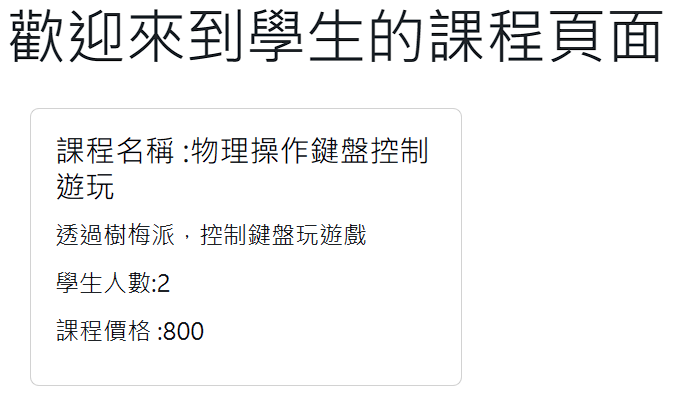 歡迎來到學生的課程頁面
課程名稱 :物理操作鍵盤控制
遊玩
透過樹梅派，控制鍵盤玩遊戲
學生人數:2
課程價格 :800